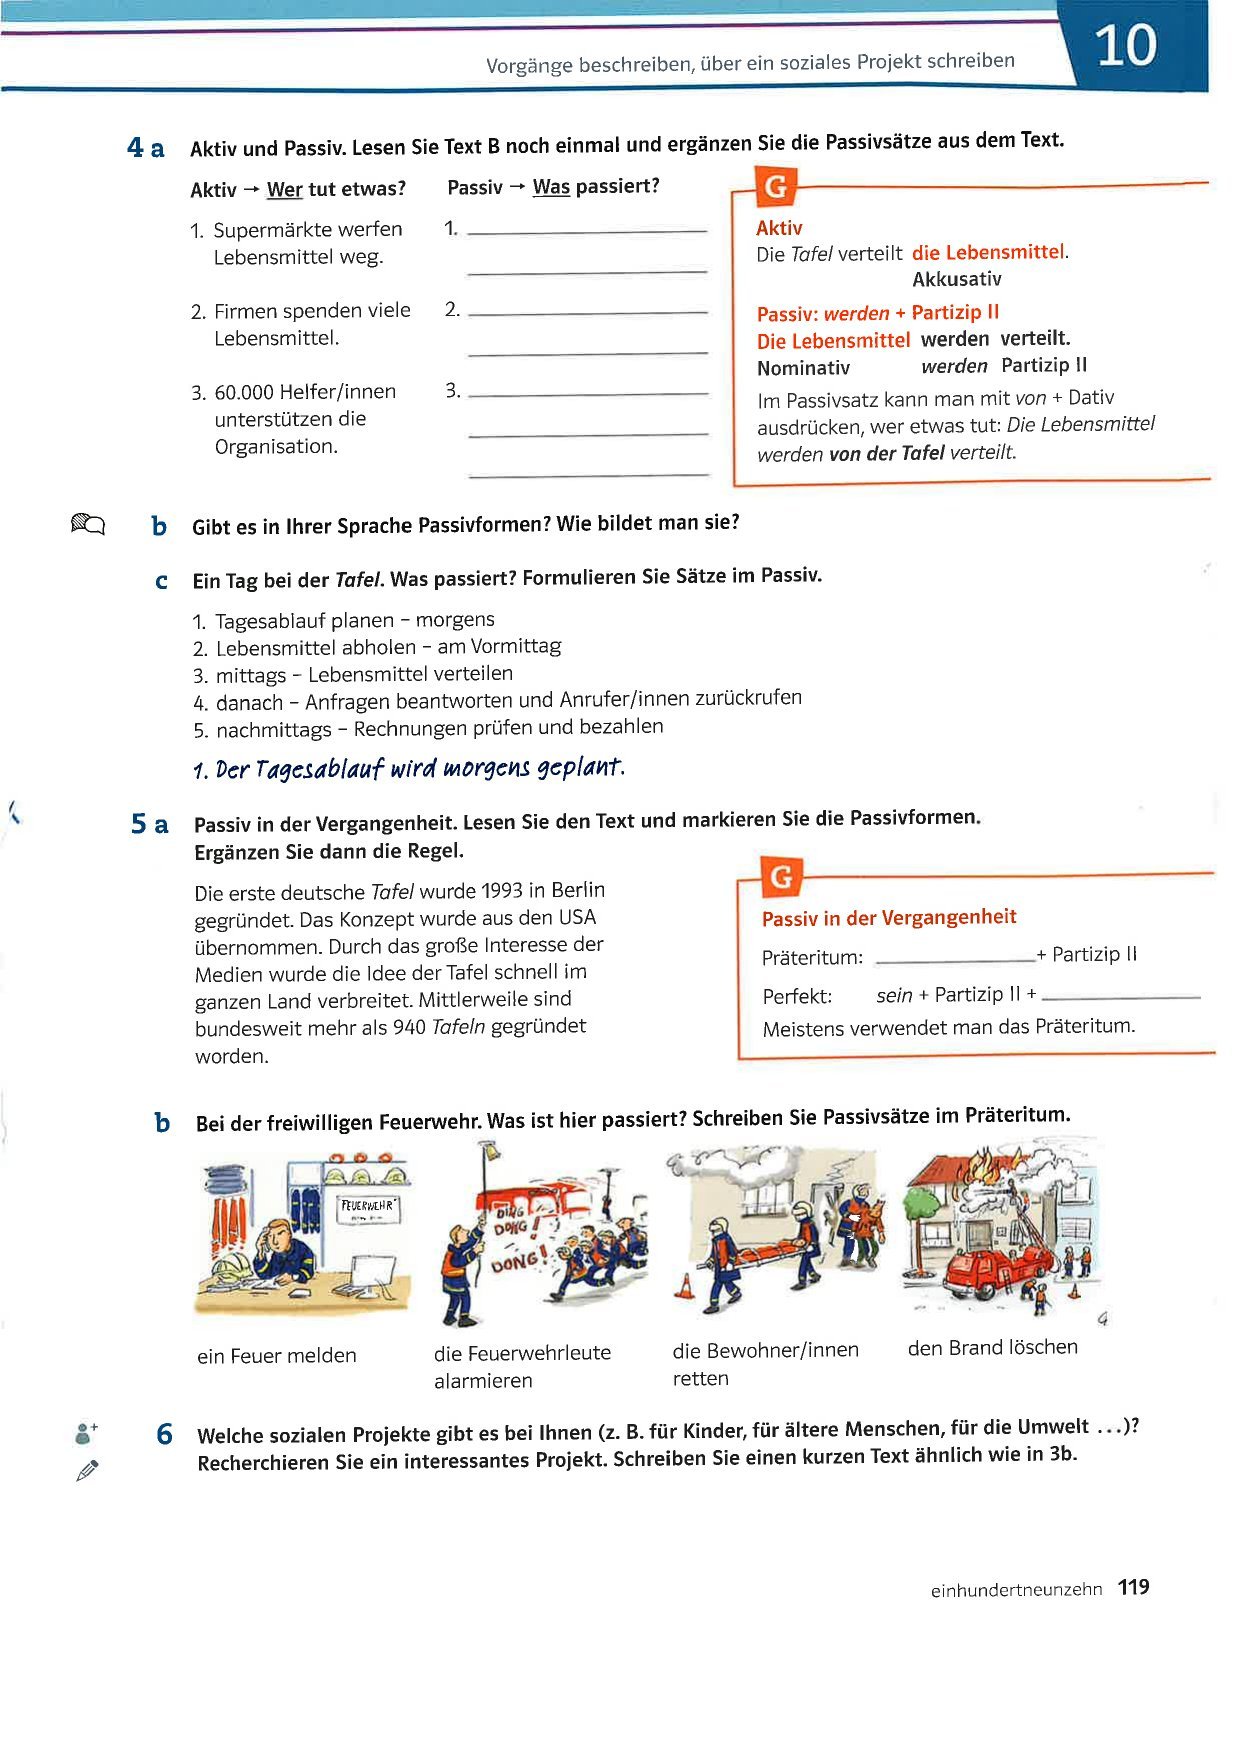 Vorgänge beschreiben, über ein soziales Projekt schreiben
10
4 a Aktiv und Passiv. Lesen Sie Text B noch einmal und ergänzen Sie die Passivsätze aus dem Text.
Aktiv → Wer tut etwas?
Passiv → Was passiert?
1. Supermärkte werfen
Lebensmittel weg.
1.
2. Firmen spenden viele
Lebensmittel.
2.
3. 60.000 Helfer/innen
unterstützen die
Organisation.
3.
G
Aktiv
Die Tafel verteilt die Lebensmittel.
Akkusativ
Passiv: werden + Partizip II
Die Lebensmittel werden verteilt.
Nominativ werden Partizip II
Im Passivsatz kann man mit von + Dativ
ausdrücken, wer etwas tut: Die Lebensmittel
werden von der Tafel verteilt.
b Gibt es in Ihrer Sprache Passivformen? Wie bildet man sie?
c Ein Tag bei der Tafel. Was passiert? Formulieren Sie Sätze im Passiv.
1. Tagesablauf planen – morgens
2. Lebensmittel abholen – am Vormittag
3. mittags – Lebensmittel verteilen
4. danach – Anfragen beantworten und Anrufer/innen zurückrufen
5. nachmittags – Rechnungen prüfen und bezahlen
1. Der Tagesablauf wird morgens geplant.
5 a Passiv in der Vergangenheit. Lesen Sie den Text und markieren Sie die Passivformen.
Ergänzen Sie dann die Regel.
Die erste deutsche Tafel wurde 1993 in Berlin
gegründet. Das Konzept wurde aus den USA
übernommen. Durch das große Interesse der
Medien wurde die Idee der Tafel schnell im
ganzen Land verbreitet. Mittlerweile sind
bundesweit mehr als 940 Tafeln gegründet
worden.
G
Passiv in der Vergangenheit
Präteritum: + Partizip II
Perfekt: sein + Partizip II +
Meistens verwendet man das Präteritum.
b Bei der freiwilligen Feuerwehr. Was ist hier passiert? Schreiben Sie Passivsätze im Präteritum.
FEUERWEHR
DING
DONG!
DONG!
ein Feuer melden
die Feuerwehrleute
alarmieren
die Bewohner/innen
retten
den Brand löschen
6 Welche sozialen Projekte gibt es bei Ihnen (z. B. für Kinder, für ältere Menschen, für die Umwelt ...)?
Recherchieren Sie ein interessantes Projekt. Schreiben Sie einen kurzen Text ähnlich wie in 3b.
einhundertneunzehn 119